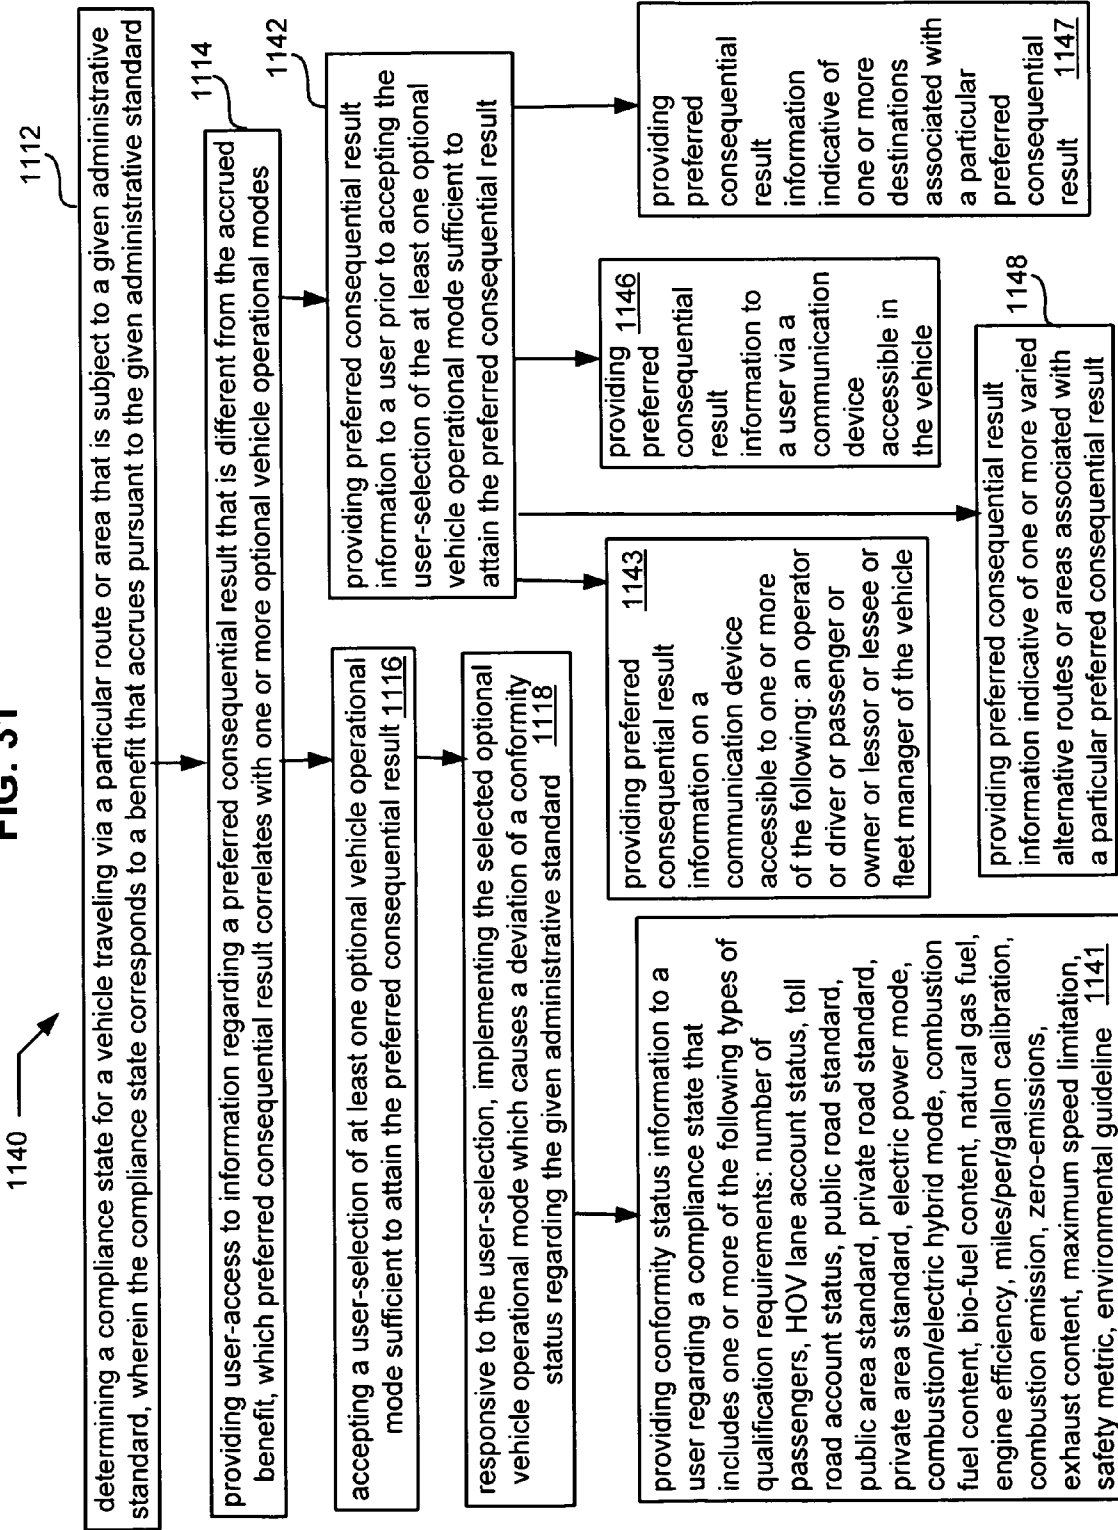 FIG. 31
1140
1112
determining a compliance state for a vehicle traveling via a particular route or area that is subject to a given administrative
standard, wherein the compliance state corresponds to a benefit that accrues pursuant to the given administrative standard
1114
providing user-access to information regarding a preferred consequential result that is different from the accrued
benefit, which preferred consequential result correlates with one or more optional vehicle operational modes
accepting a user-selection of at least one optional vehicle operational
mode sufficient to attain the preferred consequential result 1116
responsive to the user-selection, implementing the selected optional
vehicle operational mode which causes a deviation of a conformity
status regarding the given administrative standard 1118
1142
providing preferred consequential result
information to a user prior to accepting the
user-selection of the at least one optional
vehicle operational mode sufficient to
attain the preferred consequential result
providing conformity status information to a
user regarding a compliance state that
includes one or more of the following types of
qualification requirements: number of
passengers, HOV lane account status, toll
road account status, public road standard,
public area standard, private road standard,
private area standard, electric power mode,
combustion/electric hybrid mode, combustion
fuel content, bio-fuel content, natural gas fuel,
engine efficiency, miles/per/gallon calibration,
combustion emission, zero-emissions,
exhaust content, maximum speed limitation,
safety metric, environmental guideline 1141
providing 1143
preferred
consequential result
information on a
communication device
accessible to one or more
of the following: an operator
or driver or passenger or
owner or lessor or lessee or
fleet manager of the vehicle
providing 1146
preferred
consequential
result
information to
a user via a
communication
device
accessible in
the vehicle
providing
preferred
consequential
result
information
indicative of
one or more
destinations
associated with
a particular
preferred
consequential
result 1147
1148
providing preferred consequential result
information indicative of one or more varied
alternative routes or areas associated with
a particular preferred consequential result